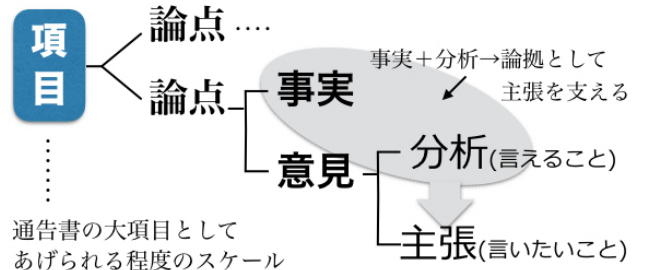 項目
論点‥‥
論点
事実
意見
事実＋分析→論拠として
主張を支える
分析(言えること)
主張(言いたいこと)
通告書の大項目として
あげられる程度のスケール